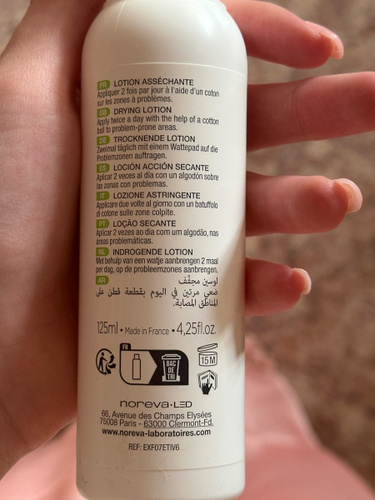 FR LOTION ASSÉCHANTE
Appliquer 2 fois par jour à l'aide d'un coton
sur les zones à problèmes.
GB DRYING LOTION
Apply twice a day with the help of a cotton
ball to problem-prone areas.
DE TROCKNENDE LOTION
Zweimal täglich mit einem Wattepad auf die
Problemzonen auftragen.
ES LOCIÓN ACCIÓN SECANTE
Aplicar 2 veces al día con un algodón sobre
las zonas con problemas.
IT LOZIONE ASTRINGENTE
Applicare due volte al giorno con un batuffolo
di cotone sulle zone colpite.
PT LOÇÃO SECANTE
Aplicar 2 vezes ao dia com um algodão, nas
áreas problemáticas.
NL INDROGENDE LOTION
Met behulp van een watje aanbrengen 2 maal
per dag, op de probleemzones aanbrengen.
AR لوسين مجفّف
ضعي مرتين في اليوم بقطعة قطن على
المناطق المصابة.
125ml • Made in France • 4,25fl.oz.
FR
BAC
DE
TRI
15M
noreva•LED
66, Avenue des Champs Elysées
75008 Paris - 63000 Clermont-Fd.
www.noreva-laboratoires.com
REF: EXF07ETIV6